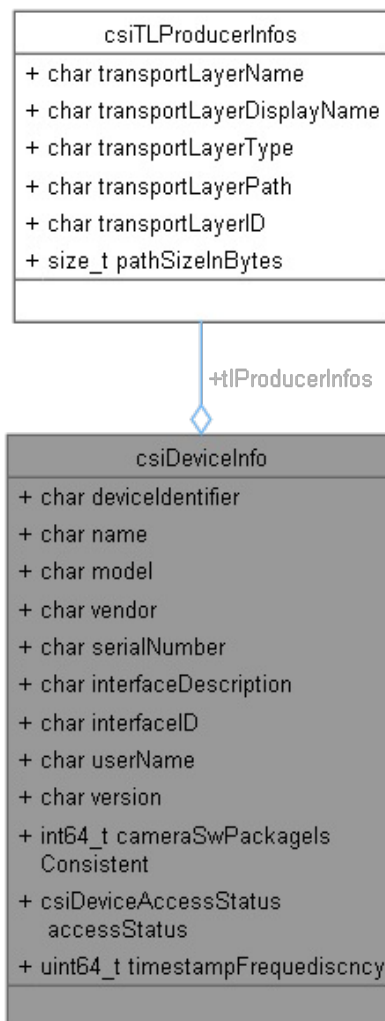 csiTLProducerInfos
+ char transportLayerName
+ char transportLayerDisplayName
+ char transportLayerType
+ char transportLayerPath
+ char transportLayerID
+ size_t pathSizeInBytes
+tlProducerInfos
csiDeviceInfo
+ char deviceIdentifier
+ char name
+ char model
+ char vendor
+ char serialNumber
+ char interfaceDescription
+ char interfaceID
+ char userName
+ char version
+ int64_t cameraSwPackageIs
Consistent
+ csiDeviceAccessStatus
accessStatus
+ uint64_t timestampFrequediscncy